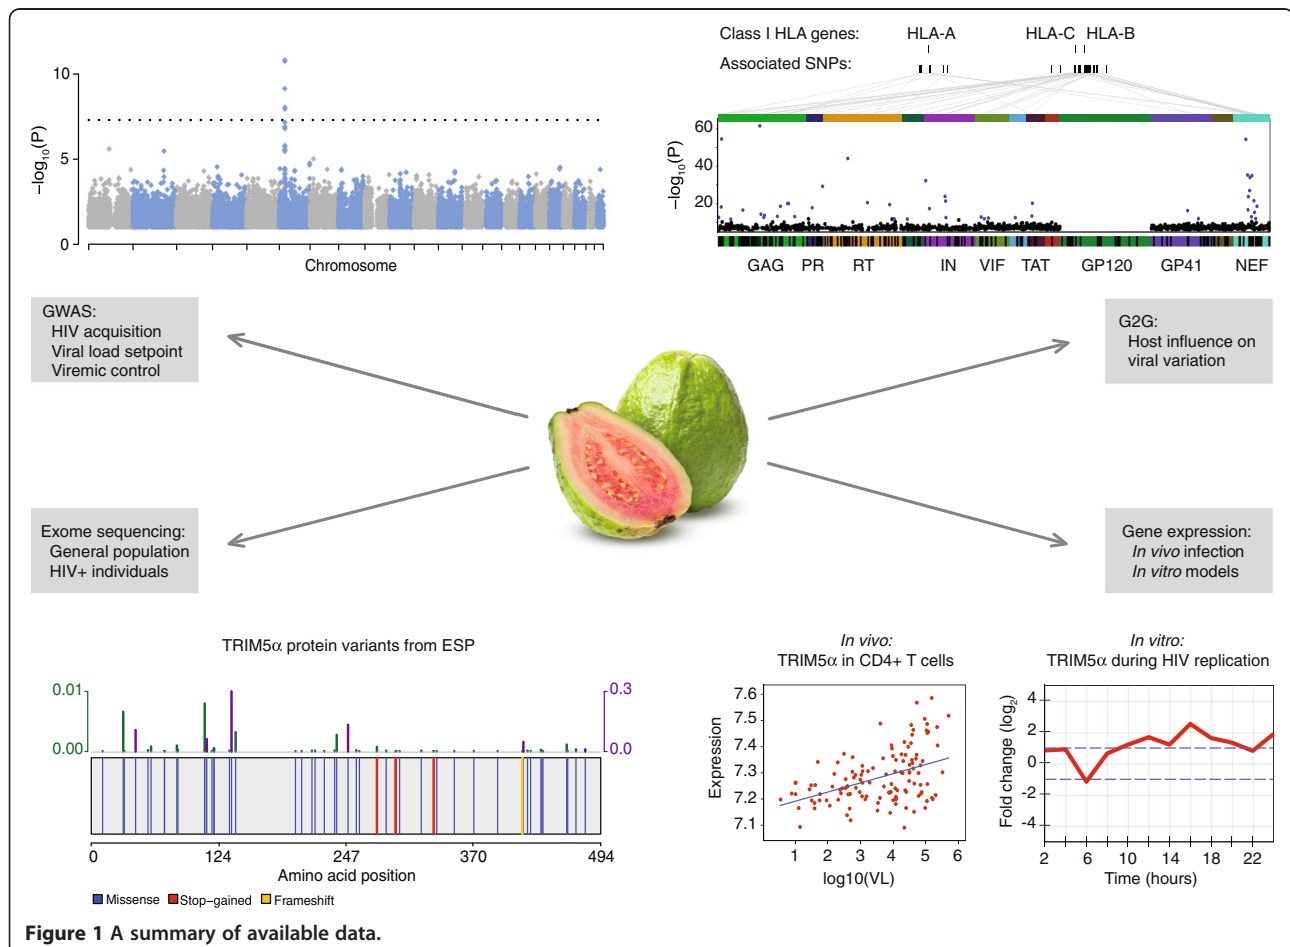 10
5
0
−log10(P)
Chromosome
Class I HLA genes:
HLA-A
HLA-C
HLA-B
Associated SNPs:
60
40
20
−log10(P)
GAG
PR
RT
IN
VIF
TAT
GP120
GP41
NEF
GWAS:
HIV acquisition
Viral load setpoint
Viremic control
G2G:
Host influence on
viral variation
Exome sequencing:
General population
HIV+ individuals
Gene expression:
In vivo infection
In vitro models
TRIM5α protein variants from ESP
0.01
0.00
0.3
0.0
0
124
247
370
494
Amino acid position
Missense
Stop−gained
Frameshift
In vivo:
TRIM5α in CD4+ T cells
7.6
7.5
7.4
7.3
7.2
7.1
Expression
1
2
3
4
5
6
log10(VL)
In vitro:
TRIM5α during HIV replication
4
2
0
-2
-4
Fold change (log2)
2
6
10
14
18
22
Time (hours)
Figure 1 A summary of available data.